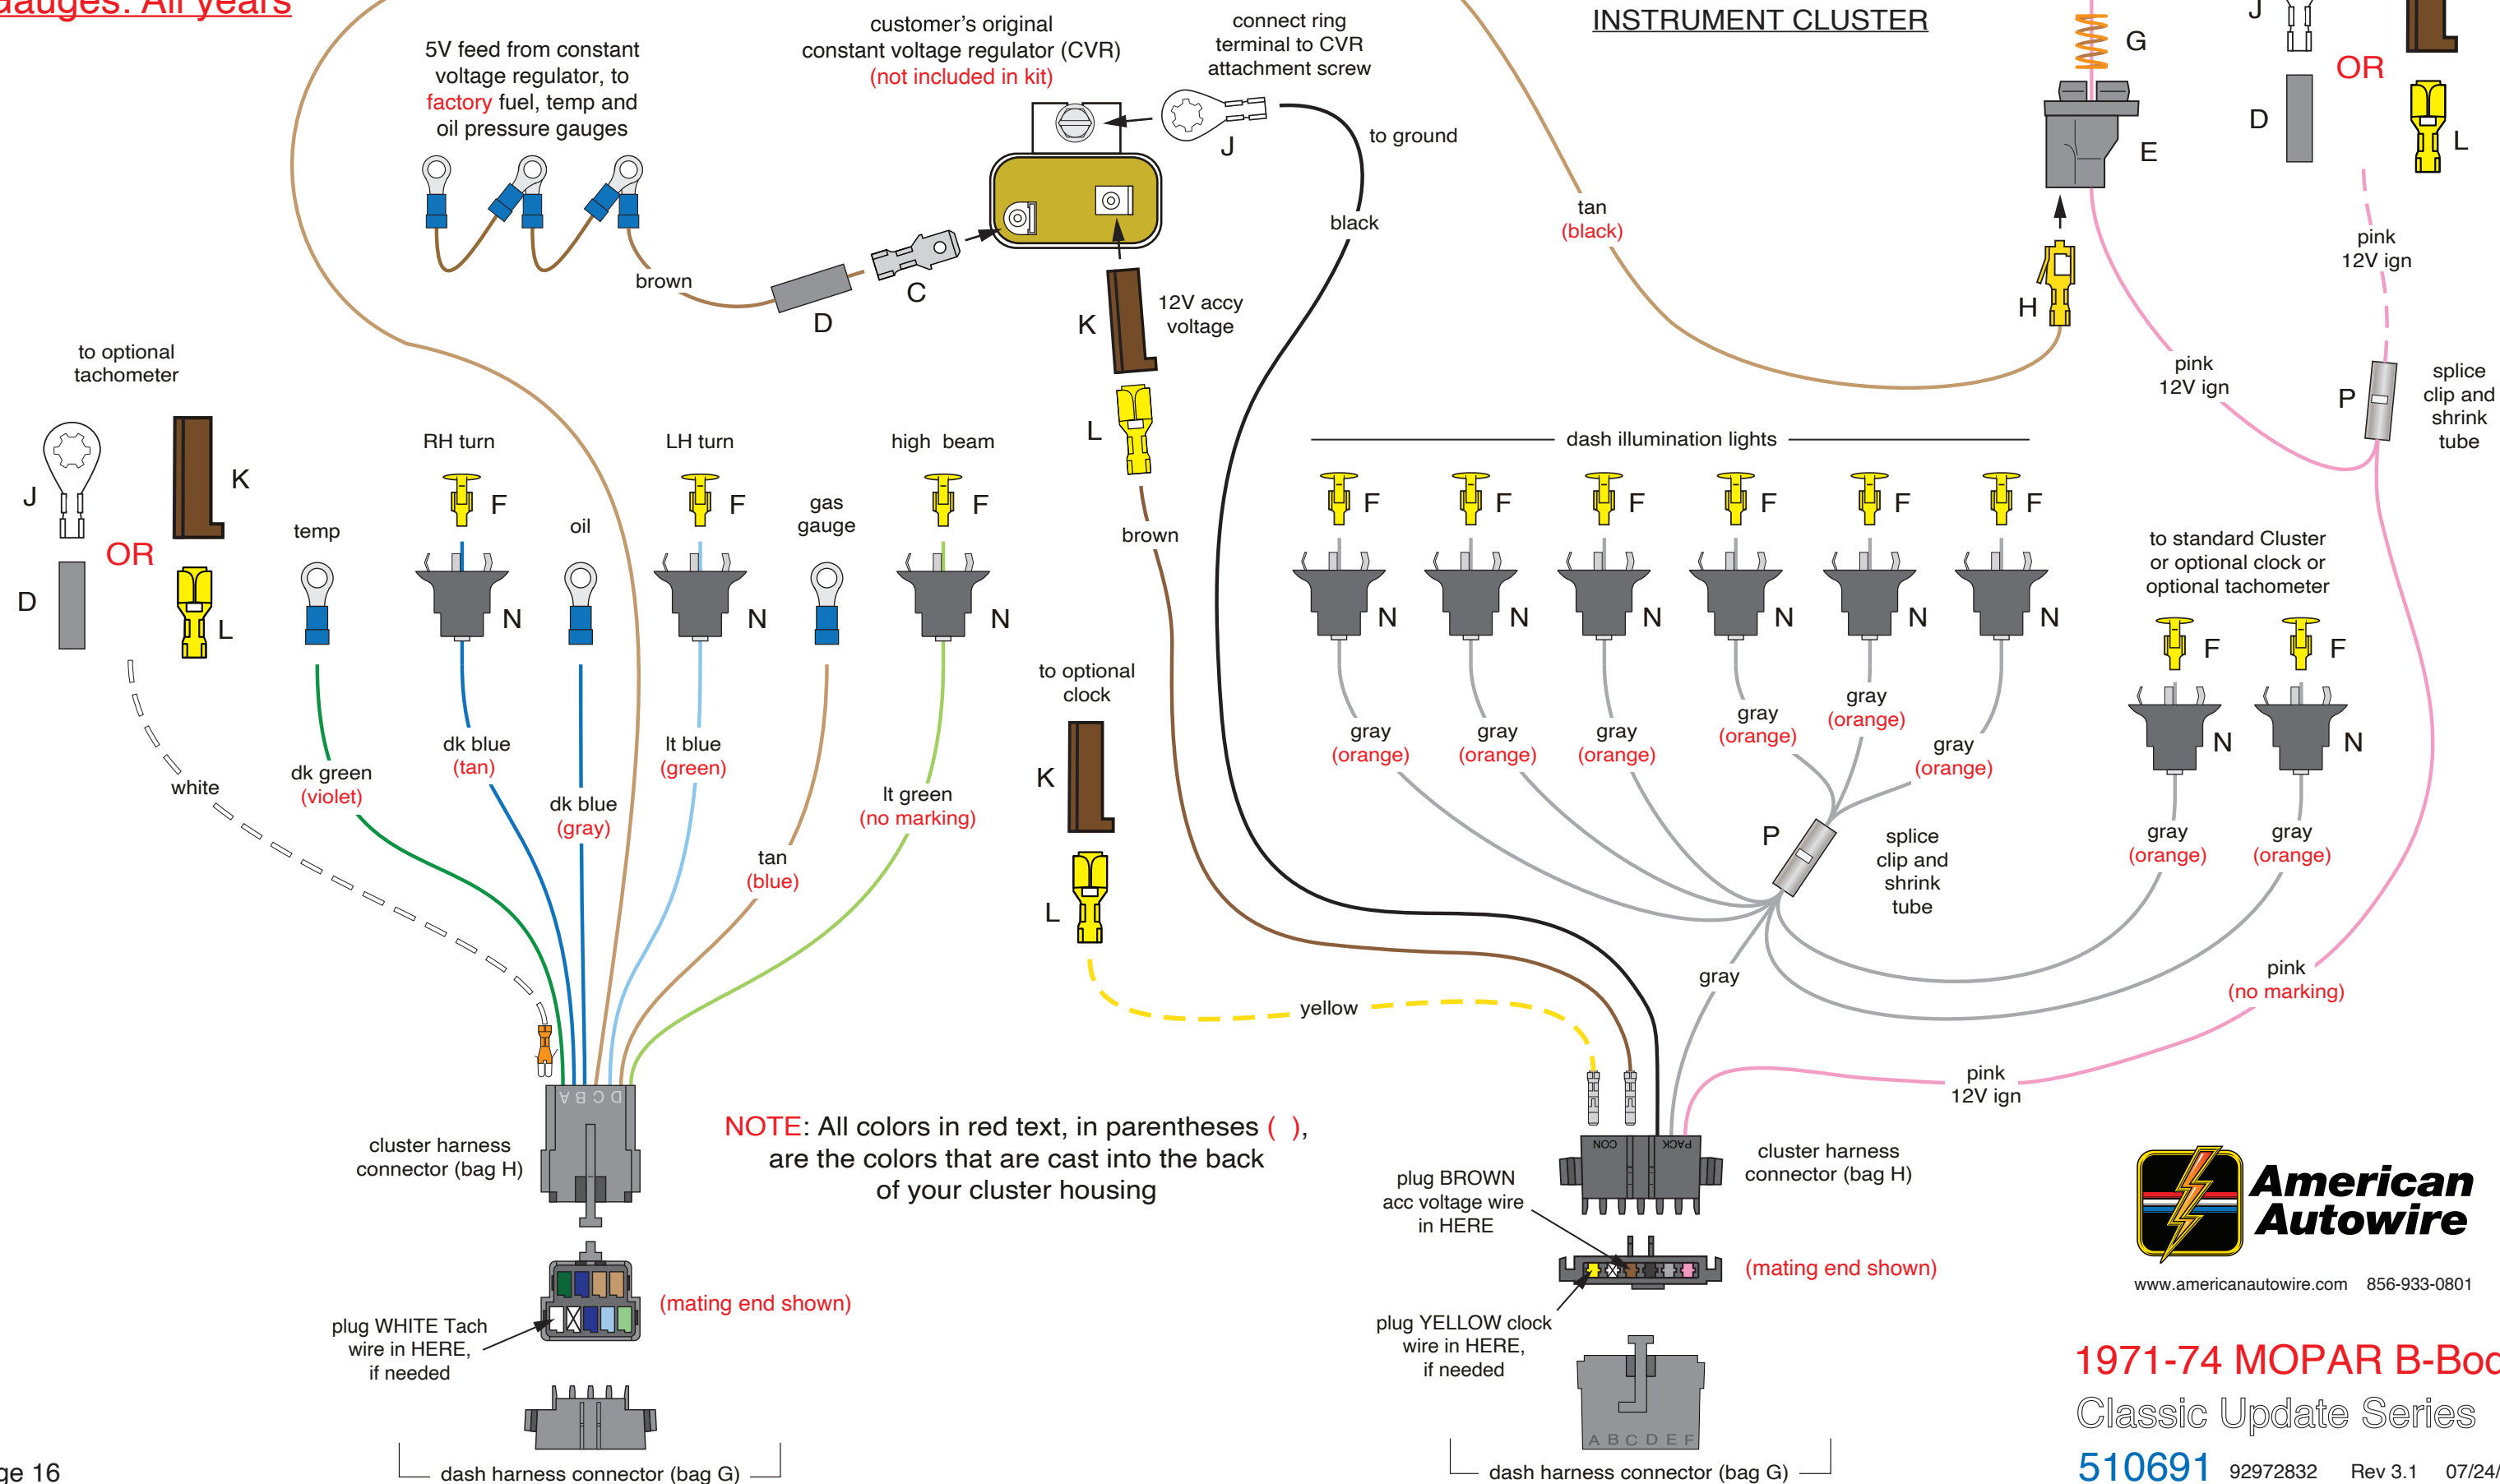 Gauges: All years
customer's original
constant voltage regulator (CVR)
(not included in kit)
connect ring
terminal to CVR
attachment screw
INSTRUMENT CLUSTER
5V feed from constant
voltage regulator, to
factory fuel, temp and
oil pressure gauges
J
G
OR
D
L
E
J
to ground
black
tan
(black)
pink
12V ign
brown
C
D
K
12V accy
voltage
H
to optional
tachometer
pink
12V ign
P
splice
clip and
shrink
tube
L
RH turn
LH turn
high beam
dash illumination lights
J
K
OR
D
L
temp
F
oil
F
gas
gauge
F
F
F
F
F
F
F
brown
to standard Cluster
or optional clock or
optional tachometer
N
N
N
N
N
N
N
N
N
F
F
to optional
clock
K
L
N
N
white
dk green
(violet)
dk blue
(tan)
dk blue
(gray)
lt blue
(green)
tan
(blue)
lt green
(no marking)
gray
(orange)
gray
(orange)
gray
(orange)
gray
(orange)
gray
(orange)
gray
(orange)
P
splice
clip and
shrink
tube
gray
(orange)
gray
(orange)
gray
pink
(no marking)
yellow
pink
12V ign
D C B A
cluster harness
connector (bag H)
NOTE: All colors in red text, in parentheses ( ),
are the colors that are cast into the back
of your cluster housing
CON
PACK
cluster harness
connector (bag H)
plug BROWN
acc voltage wire
in HERE
(mating end shown)
(mating end shown)
plug WHITE Tach
wire in HERE,
if needed
plug YELLOW clock
wire in HERE,
if needed
A B C D E F
dash harness connector (bag G)
dash harness connector (bag G)
American
Autowire
www.americanautowire.com 856-933-0801
1971-74 MOPAR B-Bod
Classic Update Series
510691 92972832 Rev 3.1 07/24/
ge 16